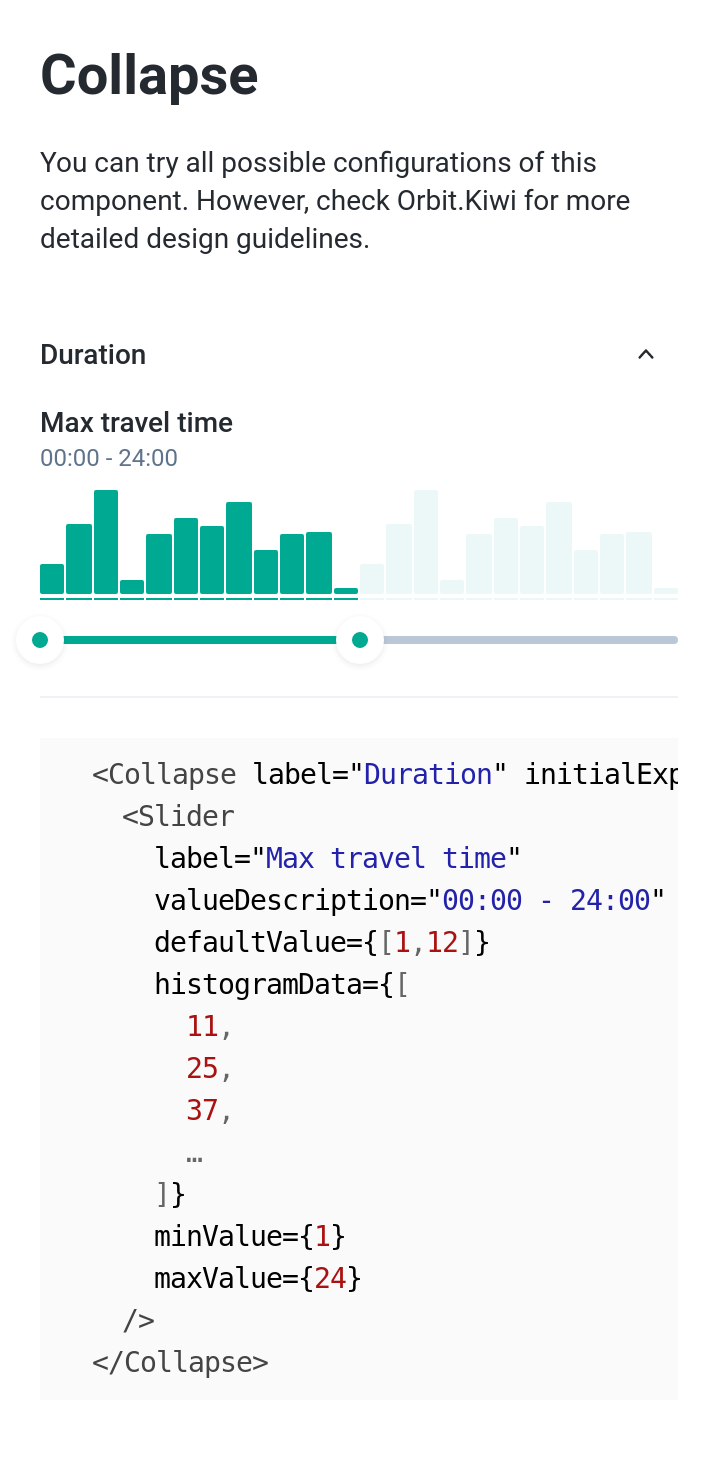 Collapse
You can try all possible configurations of this
component. However, check Orbit.Kiwi for more
detailed design guidelines.
Duration
Max travel time
00:00 - 24:00
<Collapse label="Duration" initialExp
<Slider
label="Max travel time"
valueDescription="00:00 - 24:00"
defaultValue={[1,12]}
histogramData={[
11,
25,
37,
…
]}
minValue={1}
maxValue={24}
/>
</Collapse>